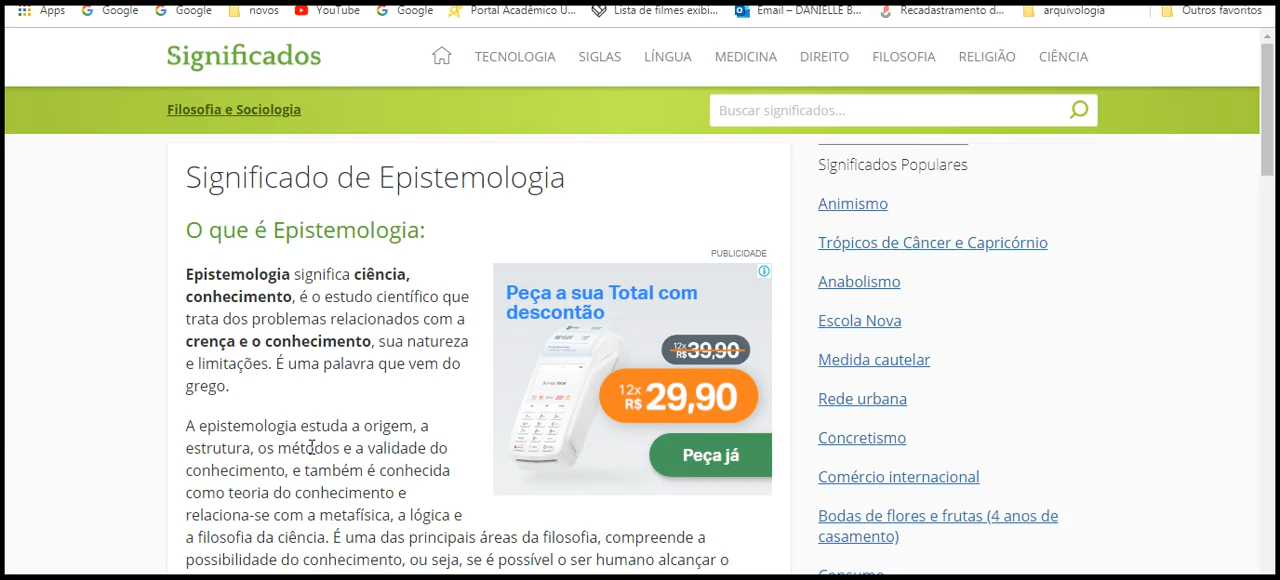 Apps Google Google novos YouTube Google Portal Acadêmico U... Lista de filmes exibi... Email – DANIELLE B... Recadastramento d... arquivologia Outros favoritos
Significados TECNOLOGIA SIGLAS LÍNGUA MEDICINA DIREITO FILOSOFIA RELIGIÃO CIÊNCIA
Filosofia e Sociologia Buscar significados...
Significado de Epistemologia
O que é Epistemologia:
Epistemologia significa ciência,
conhecimento, é o estudo científico que
trata dos problemas relacionados com a
crença e o conhecimento, sua natureza
e limitações. É uma palavra que vem do
grego.
A epistemologia estuda a origem, a
estrutura, os métodos e a validade do
conhecimento, e também é conhecida
como teoria do conhecimento e
relaciona-se com a metafísica, a lógica e
a filosofia da ciência. É uma das principais áreas da filosofia, compreende a
possibilidade do conhecimento, ou seja, se é possível o ser humano alcançar o
PUBLICIDADE
Peça a sua Total com
descontão
12x R$39,90
12x R$ 29,90
Peça já
Significados Populares
Animismo
Trópicos de Câncer e Capricórnio
Anabolismo
Escola Nova
Medida cautelar
Rede urbana
Concretismo
Comércio internacional
Bodas de flores e frutas (4 anos de
casamento)
Consumo